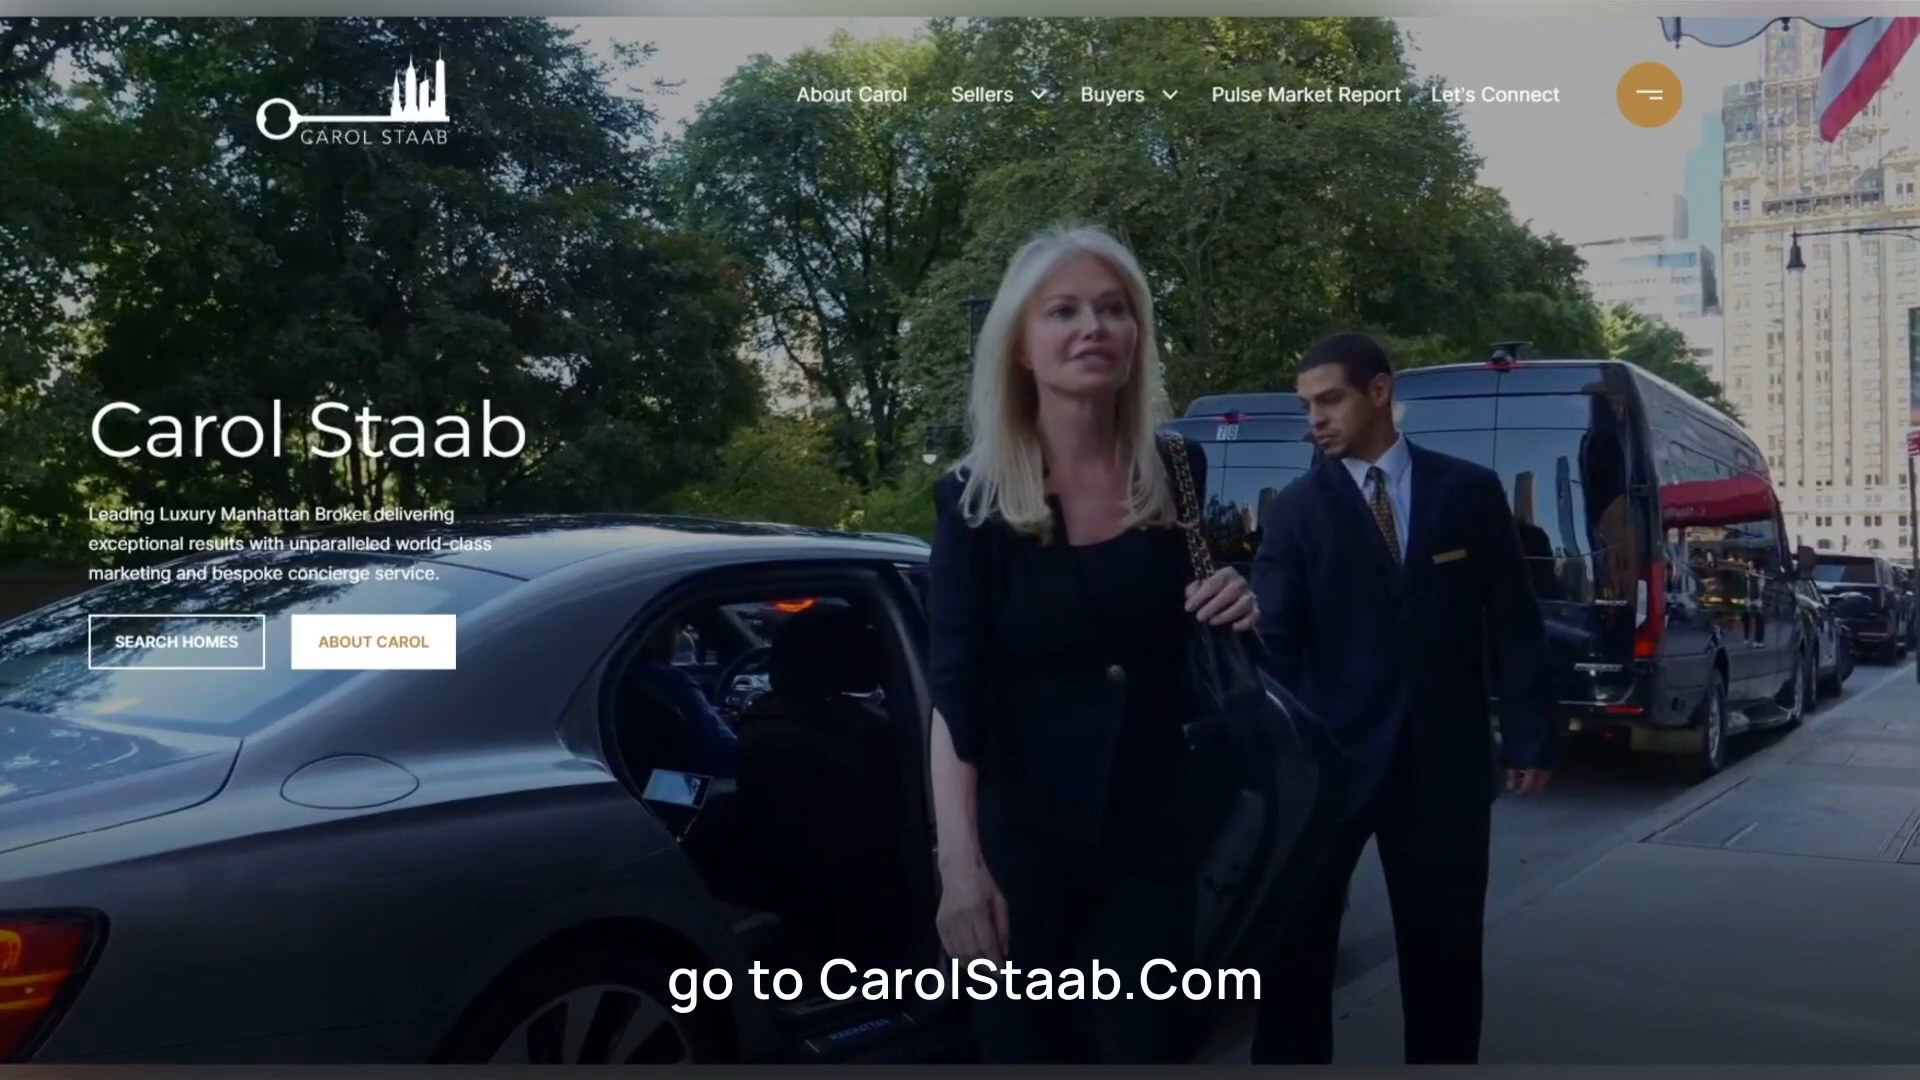 CAROL STAAB
About Carol
Sellers
Buyers
Pulse Market Report
Let's Connect
Carol Staab
Leading Luxury Manhattan Broker delivering
exceptional results with unparalleled world-class
marketing and bespoke concierge service.
SEARCH HOMES
ABOUT CAROL
go to CarolStaab.Com
MANHATTAN